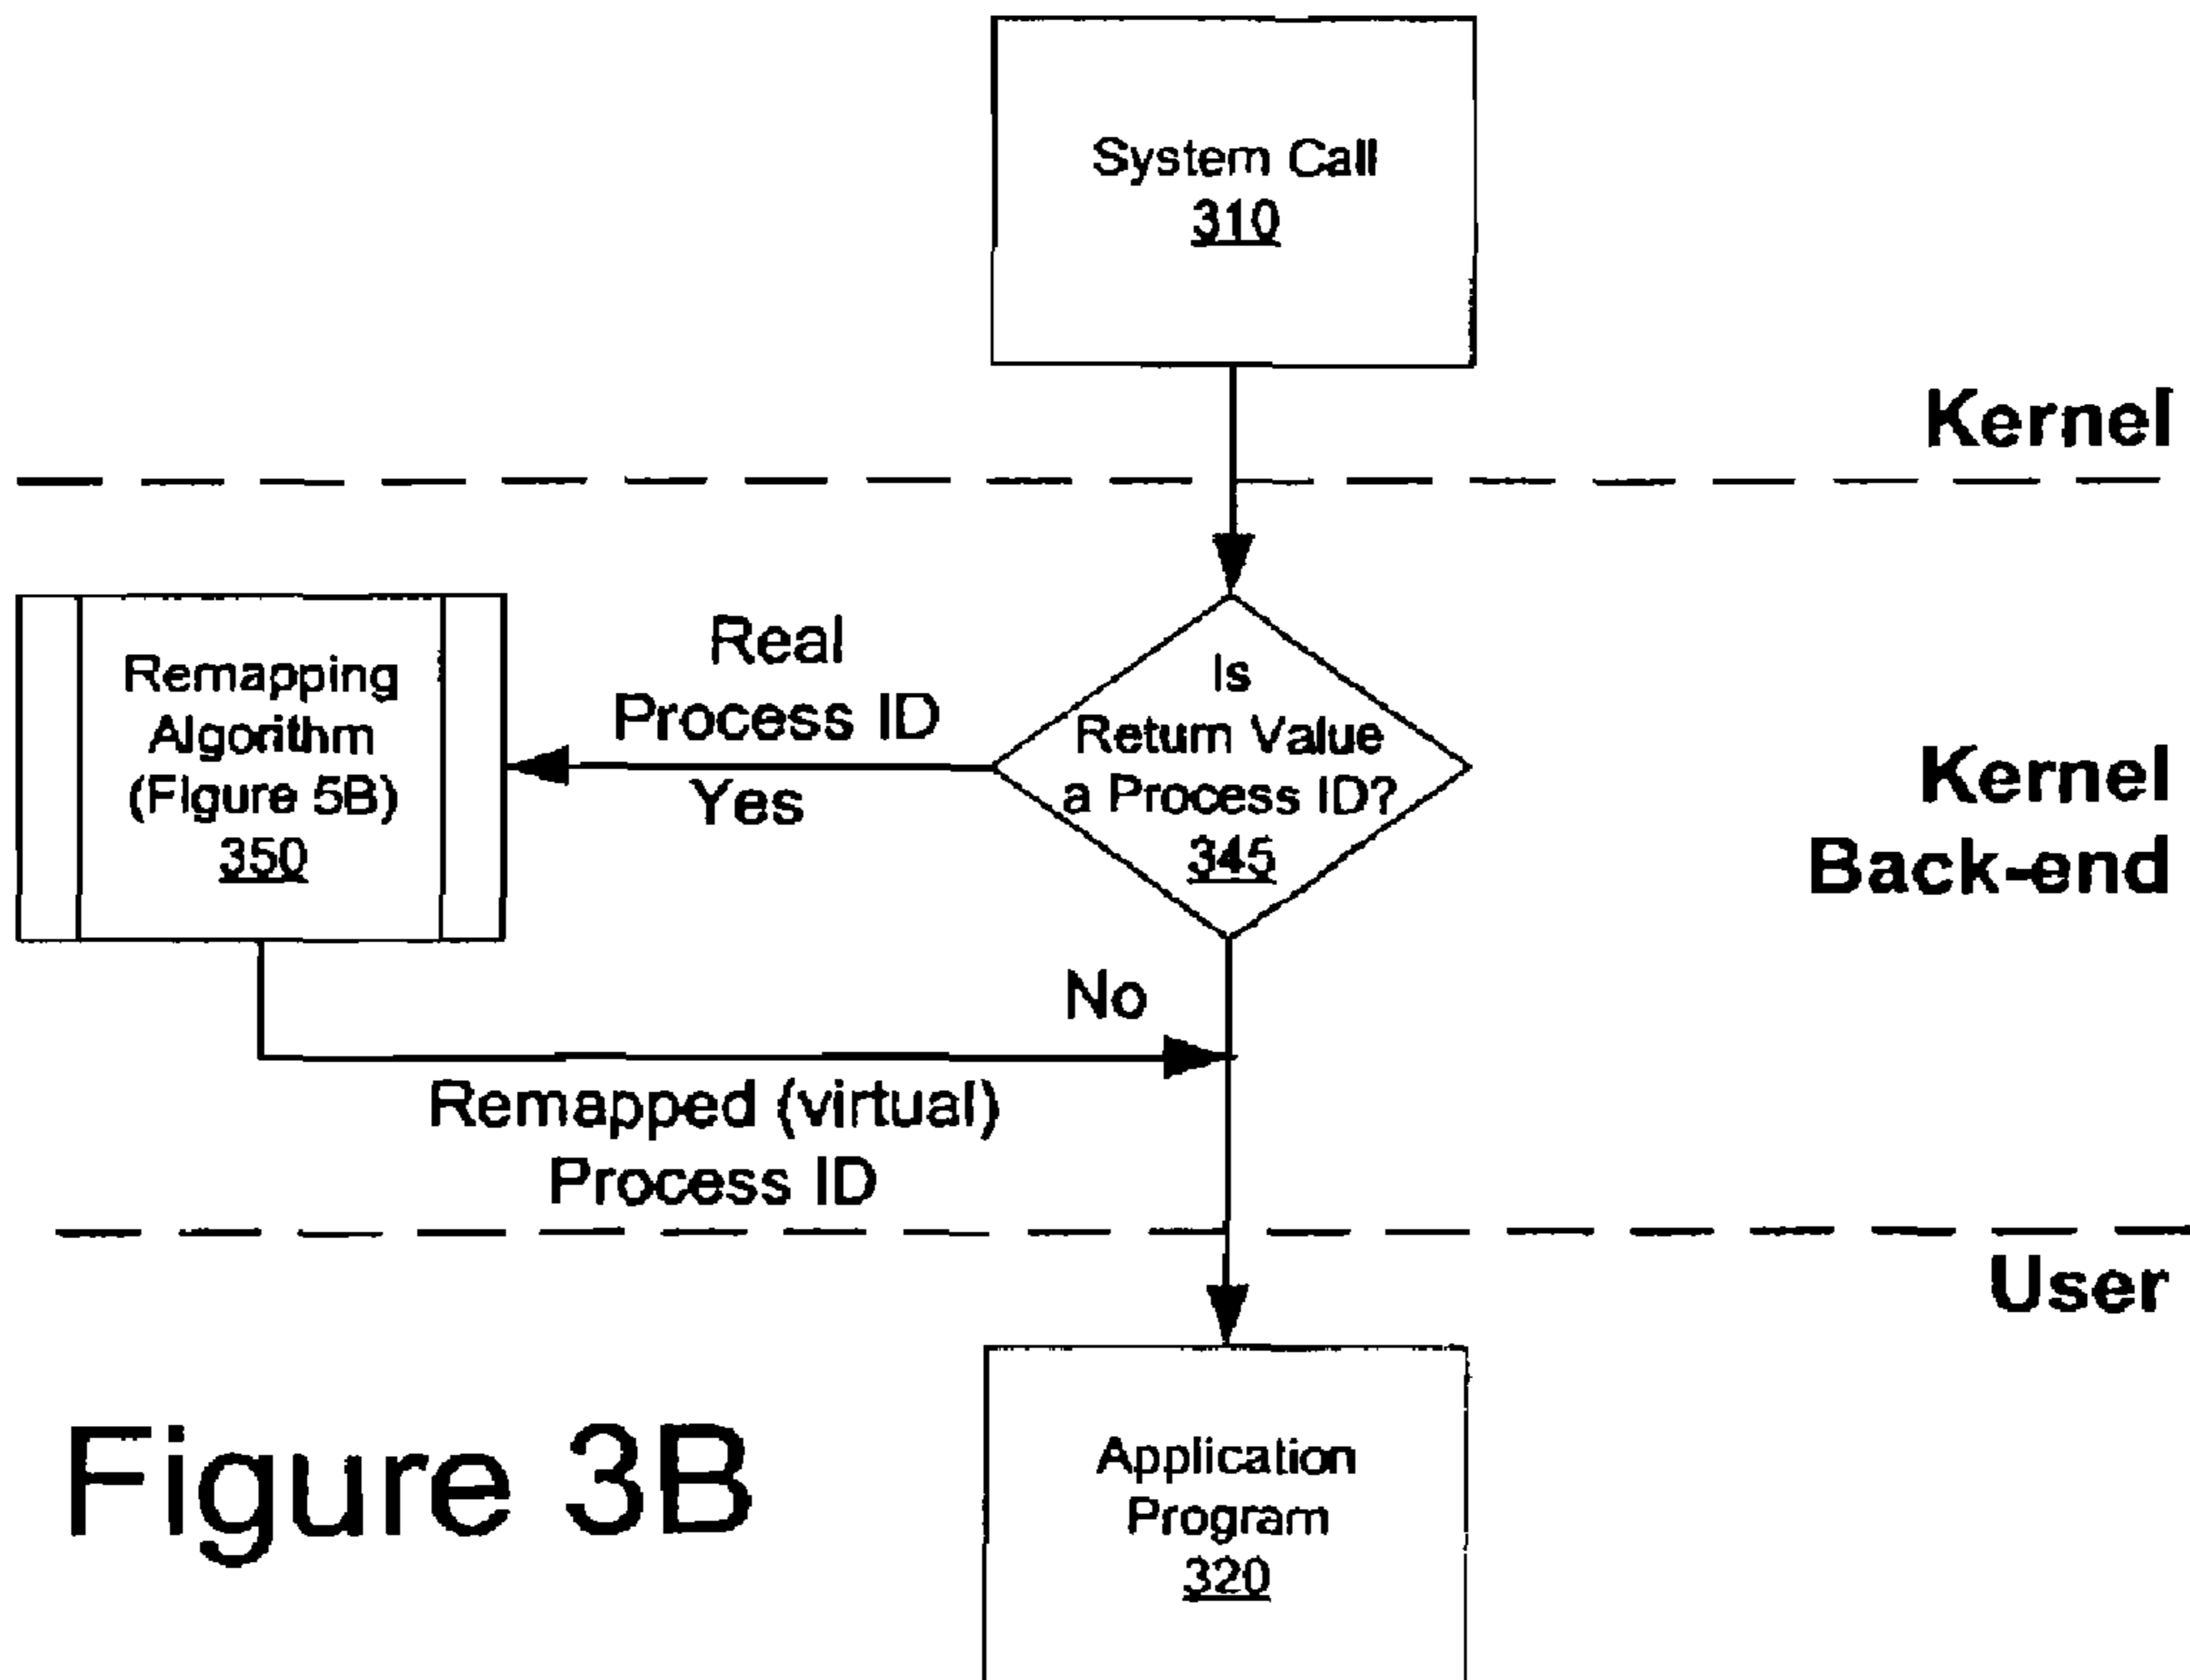 System Call
310
Kernel
Remapping
Algorithm
(Figure 5B)
350
Real
Process ID
Yes
Is
Return Value
a Process ID?
345
Kernel
Back-end
No
Remapped (virtual)
Process ID
User
Application
Program
320
Figure 3B